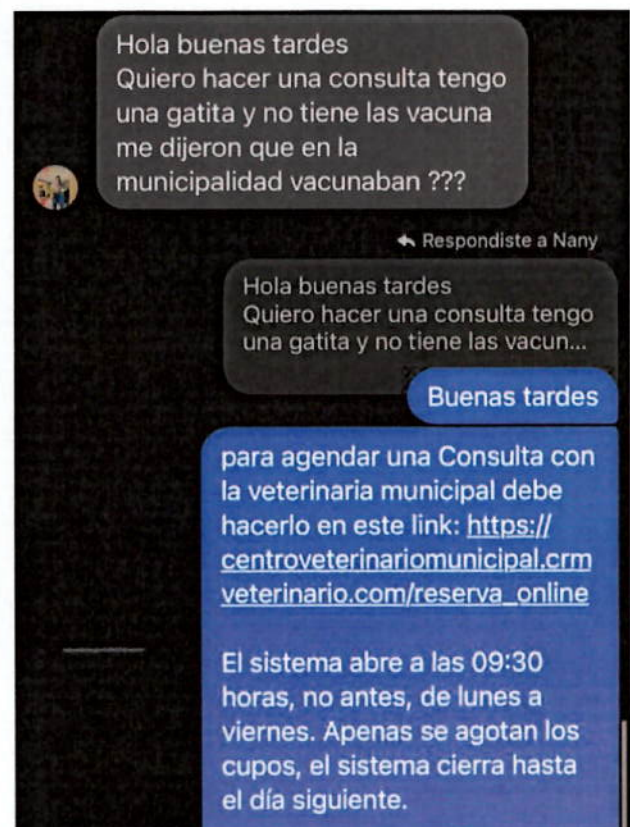 Hola buenas tardes
Quiero hacer una consulta tengo
una gatita y no tiene las vacuna
me dijeron que en la
municipalidad vacunaban ???
Respondiste a Nany
Hola buenas tardes
Quiero hacer una consulta tengo
una gatita y no tiene las vacun...
Buenas tardes
para agendar una Consulta con
la veterinaria municipal debe
hacerlo en este link: https://
centroveterinariomunicipal.crm
veterinario.com/reserva_online
El sistema abre a las 09:30
horas, no antes, de lunes a
viernes. Apenas se agotan los
cupos, el sistema cierra hasta
el día siguiente.